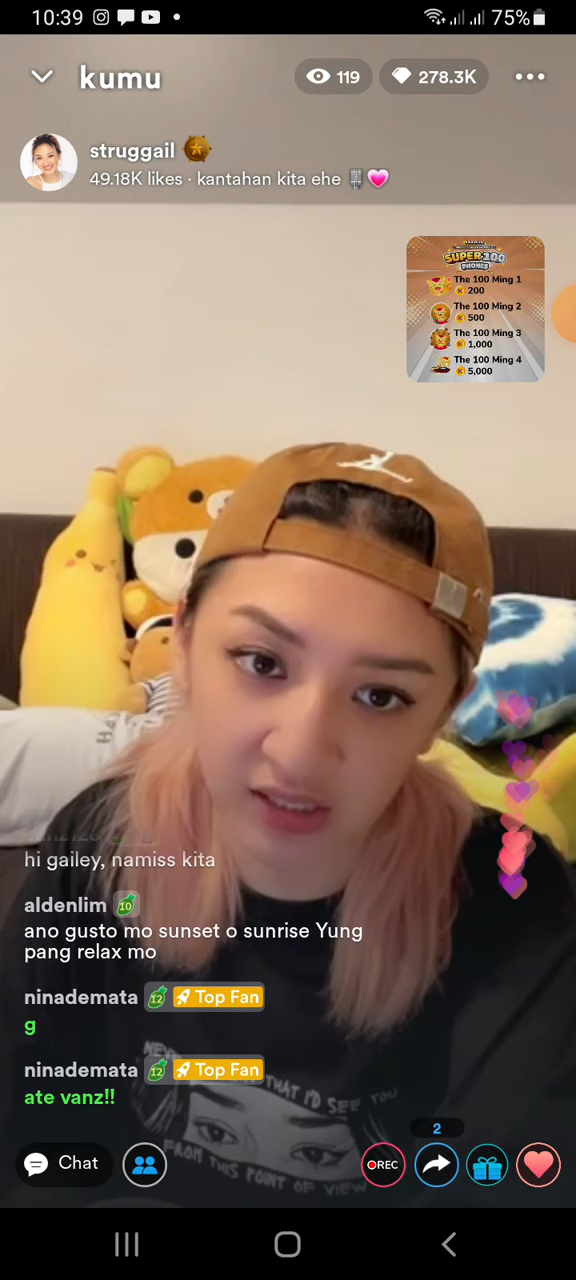 10:39
75%
kumu
119
278.3K
struggail
49.18K likes · kantahan kita ehe
SUPER 100
PHONES
The 100 Ming 1
200
The 100 Ming 2
500
The 100 Ming 3
1,000
The 100 Ming 4
5,000
hi gailey, namiss kita
aldenlim 10
ano gusto mo sunset o sunrise Yung
pang relax mo
ninademata 12 Top Fan
g
ninademata 12 Top Fan
ate vanz!!
THAT I'D SEE YOU
FROM THIS POINT OF VIEW
2
Chat
REC